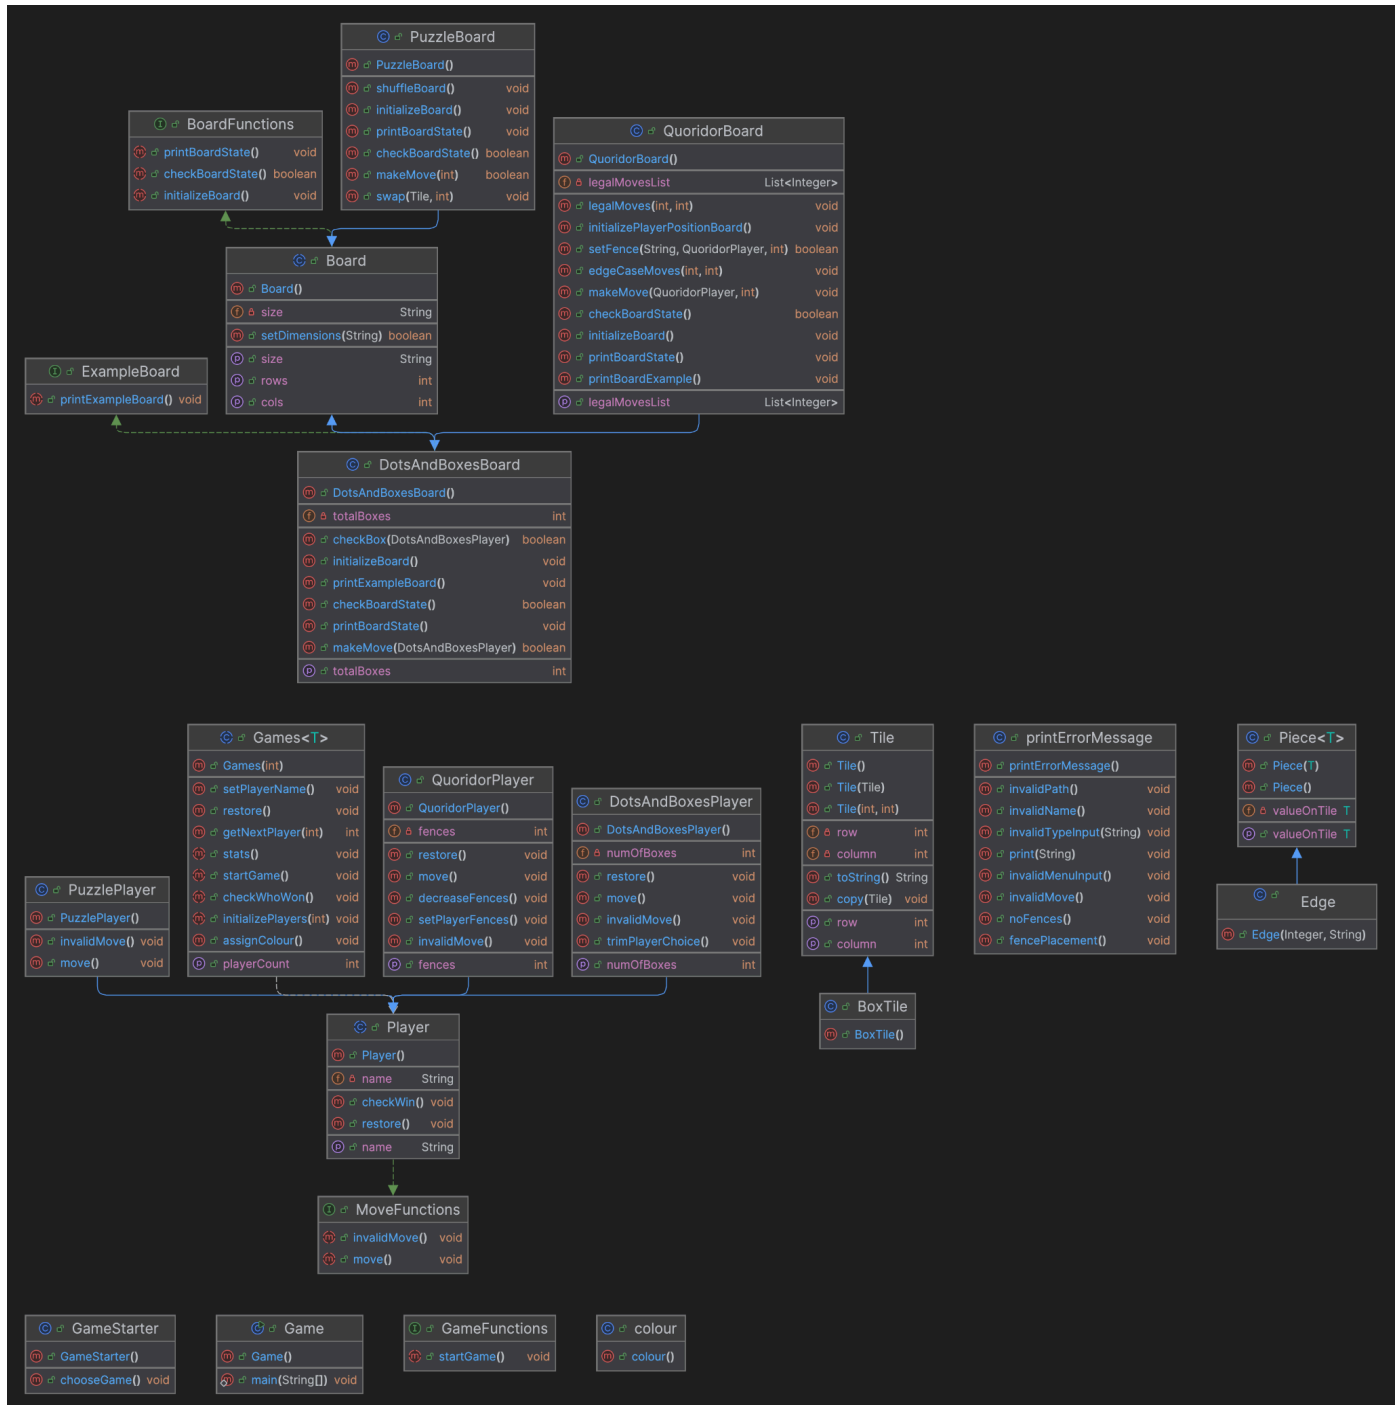 PuzzleBoard
PuzzleBoard()
shuffleBoard() void
initializeBoard() void
printBoardState() void
checkBoardState() boolean
makeMove(int) boolean
swap(Tile, int) void
BoardFunctions
printBoardState() void
checkBoardState() boolean
initializeBoard() void
QuoridorBoard
QuoridorBoard()
legalMovesList List<Integer>
legalMoves(int, int) void
initializePlayerPositionBoard() void
setFence(String, QuoridorPlayer, int) boolean
edgeCaseMoves(int, int) void
makeMove(QuoridorPlayer, int) void
checkBoardState() boolean
initializeBoard() void
printBoardState() void
printBoardExample() void
legalMovesList List<Integer>
Board
Board()
size String
setDimensions(String) boolean
size String
rows int
cols int
ExampleBoard
printExampleBoard() void
DotsAndBoxesBoard
DotsAndBoxesBoard()
totalBoxes int
checkBox(DotsAndBoxesPlayer) boolean
initializeBoard() void
printExampleBoard() void
checkBoardState() boolean
printBoardState() void
makeMove(DotsAndBoxesPlayer) boolean
totalBoxes int
Games<T>
Games(int)
setPlayerName() void
restore() void
getNextPlayer(int) int
stats() void
startGame() void
checkWhoWon() void
initializePlayers(int) void
assignColour() void
playerCount int
QuoridorPlayer
QuoridorPlayer()
fences int
restore() void
move() void
decreaseFences() void
setPlayerFences() void
invalidMove() void
fences int
DotsAndBoxesPlayer
DotsAndBoxesPlayer()
numOfBoxes int
restore() void
move() void
invalidMove() void
trimPlayerChoice() void
numOfBoxes int
PuzzlePlayer
PuzzlePlayer()
invalidMove() void
move() void
Tile
Tile()
Tile(Tile)
Tile(int, int)
row int
column int
toString() String
copy(Tile) void
row int
column int
printErrorMessage
printErrorMessage()
invalidPath() void
invalidName() void
invalidTypeInput(String) void
print(String) void
invalidMenuInput() void
invalidMove() void
noFences() void
fencePlacement() void
Piece<T>
Piece(T)
Piece()
valueOnTile T
valueOnTile T
Edge
Edge(Integer, String)
BoxTile
BoxTile()
Player
Player()
name String
checkWin() void
restore() void
name String
MoveFunctions
invalidMove() void
move() void
GameStarter
GameStarter()
chooseGame() void
Game
Game()
main(String[]) void
GameFunctions
startGame() void
colour
colour()